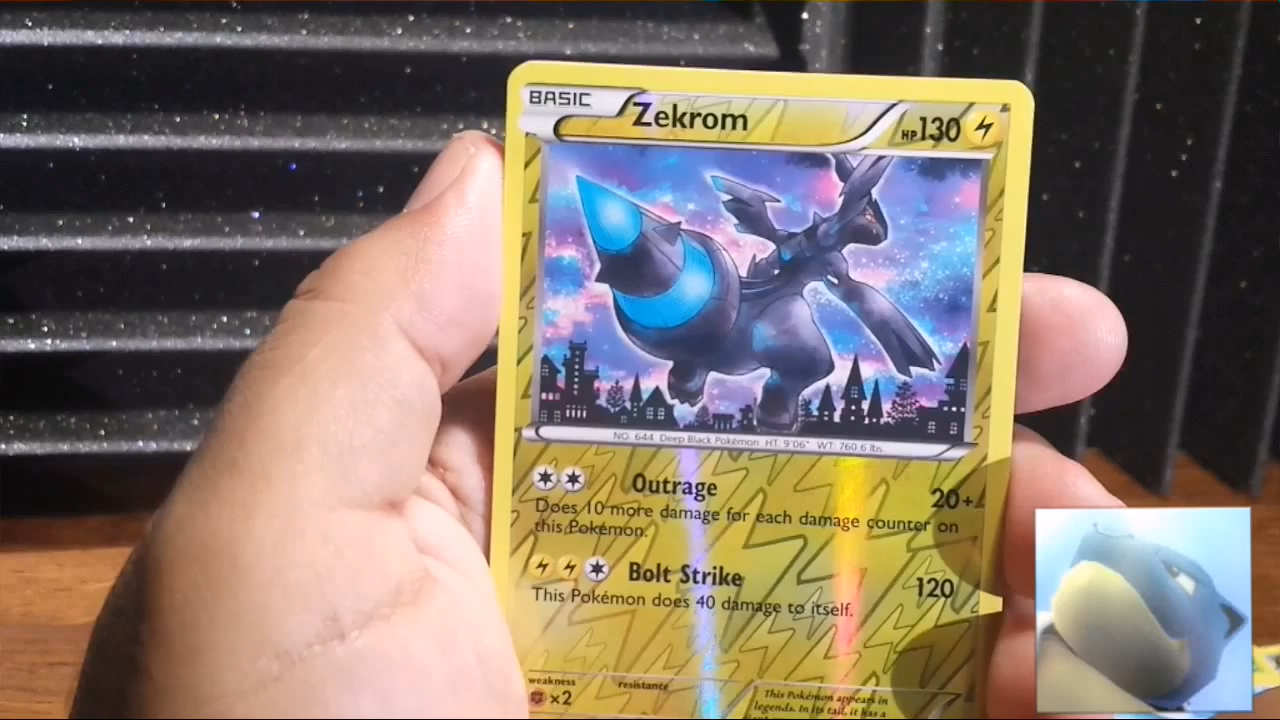 BASIC Zekrom HP 130
NO. 644 Deep Black Pokémon HT: 9'06" WT: 760.6 lbs.
Outrage 20+
Does 10 more damage for each damage counter on
this Pokémon.
Bolt Strike 120
This Pokémon does 40 damage to itself.
weakness resistance
×2
This Pokémon appears in
legends. In its tail, it has a